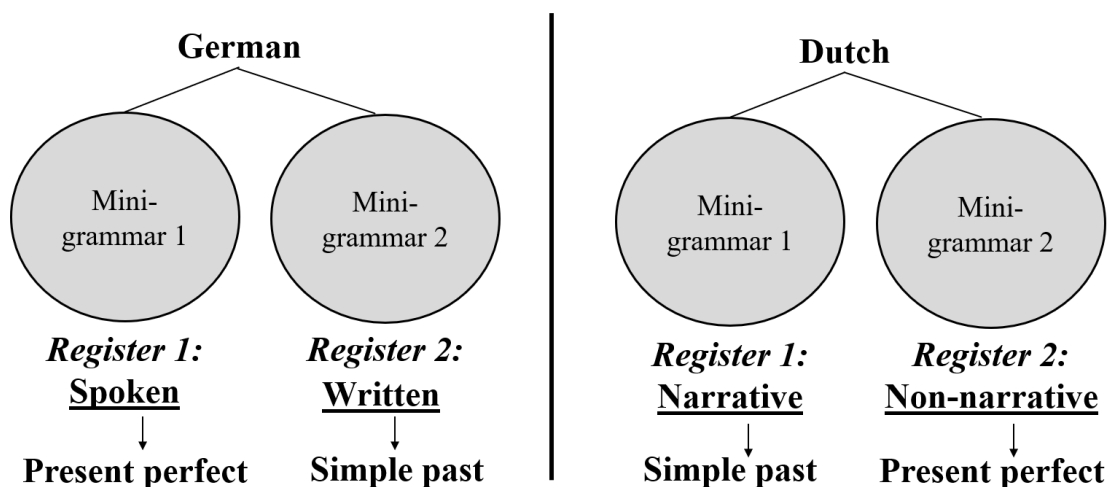 German
Mini-
grammar 1
Mini-
grammar 2
Register 1:
Spoken
Register 2:
Written
Present perfect
Simple past
Dutch
Mini-
grammar 1
Mini-
grammar 2
Register 1:
Narrative
Register 2:
Non-narrative
Simple past
Present perfect